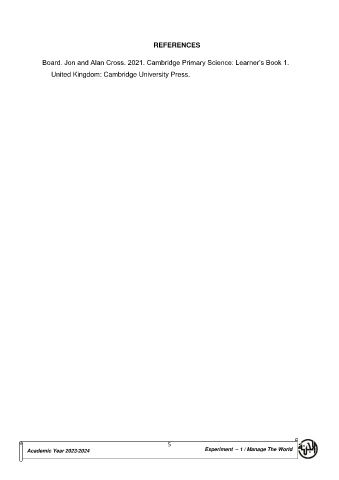 REFERENCES
Board. Jon and Alan Cross. 2021. Cambridge Primary Science: Learner's Book 1.
United Kingdom: Cambridge University Press.
5
Academic Year 2023-2024
Experiment – 1 / Manage The World